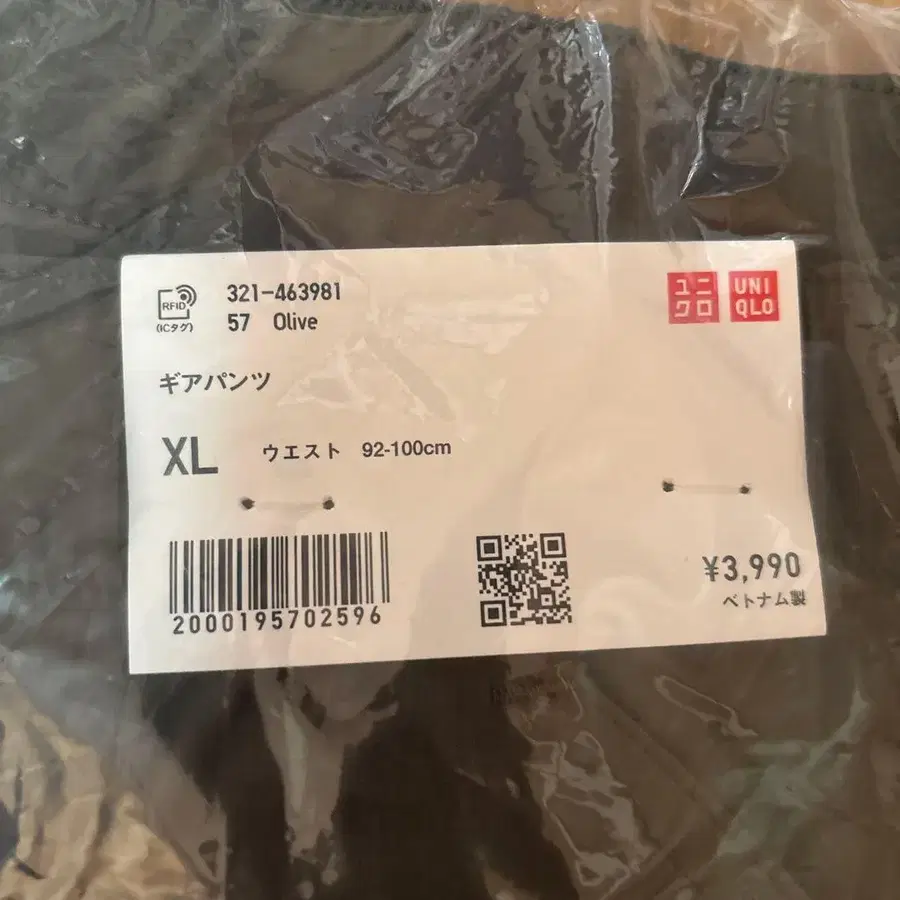 RFID
(ICタグ)
321-463981
57 Olive
ユニ
クロ
UNI
QLO
ギアパンツ
XL ウエスト 92-100cm
2000195702596
¥3,990
ベトナム製